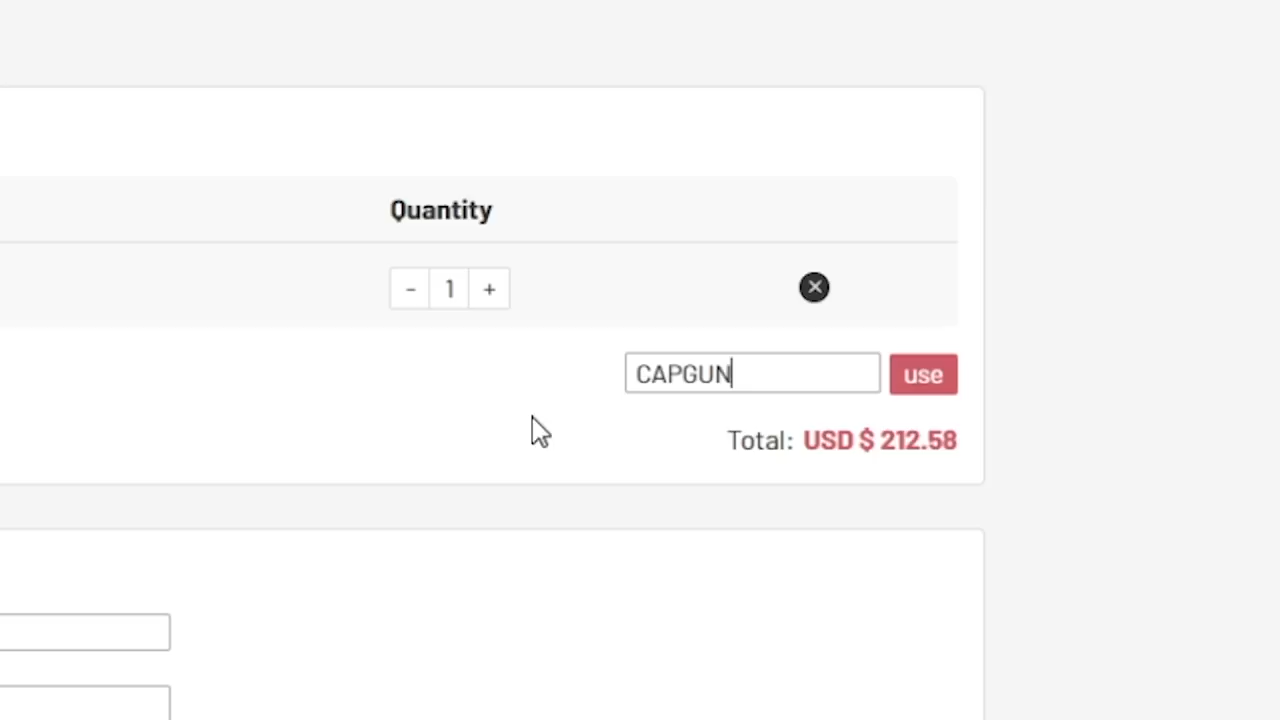 Quantity
- 1 +
CAPGUN use
Total: USD $ 212.58